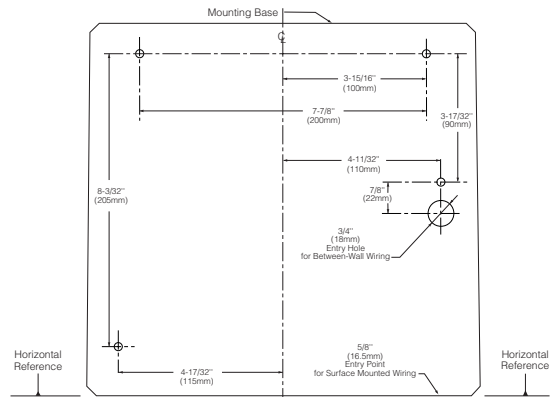 Mounting Base
℄
3-15/16"
(100mm)
7-7/8"
(200mm)
3-17/32"
(90mm)
4-11/32"
(110mm)
8-3/32"
(205mm)
7/8"
(22mm)
3/4"
(18mm)
Entry Hole
for Between-Wall Wiring
5/8"
(16.5mm)
Entry Point
for Surface Mounted Wiring
4-17/32"
(115mm)
Horizontal
Reference
Horizontal
Reference